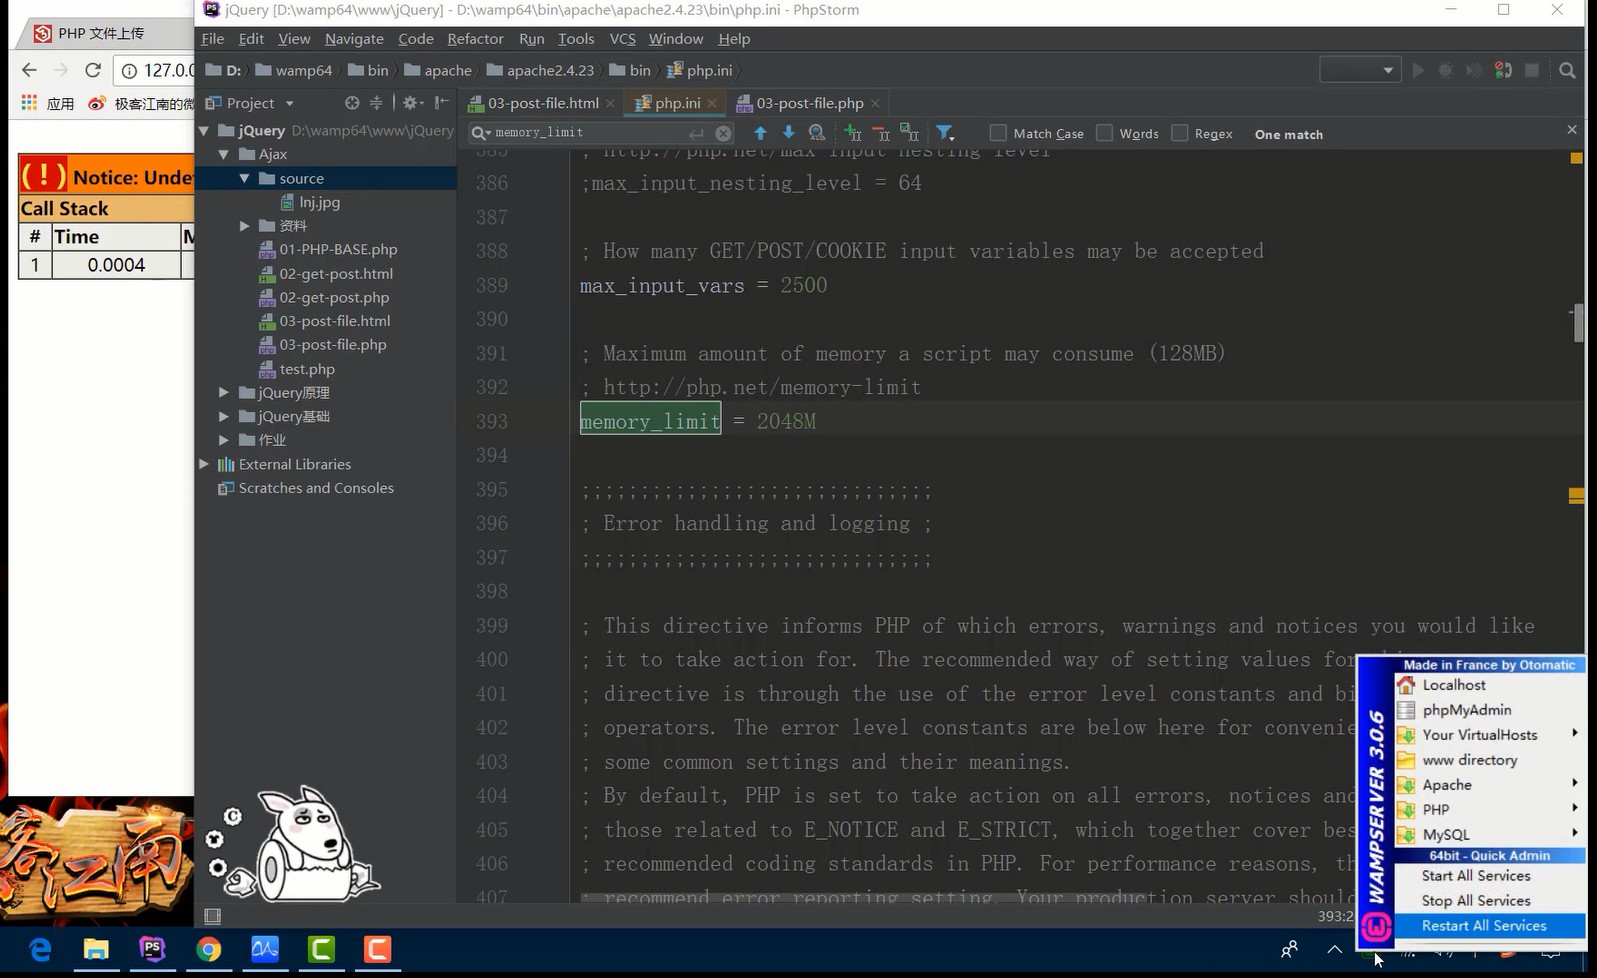 jQuery [D:\wamp64\www\jQuery] - D:\wamp64\bin\apache\apache2.4.23\bin\php.ini - PhpStorm
PHP 文件上传
File Edit View Navigate Code Refactor Run Tools VCS Window Help
127.0.0
D: wamp64 bin apache apache2.4.23 bin php.ini
应用 极客江南的微
Project
03-post-file.html php.ini 03-post-file.php
memory_limit Match Case Words Regex One match
Notice: Unde
Call Stack
# Time M
1 0.0004
jQuery D:\wamp64\www\jQuery
Ajax
source
lnj.jpg
资料
01-PHP-BASE.php
02-get-post.html
02-get-post.php
03-post-file.html
03-post-file.php
test.php
jQuery原理
jQuery基础
作业
External Libraries
Scratches and Consoles
385 ; http://php.net/max-input-nesting-level
386 ;max_input_nesting_level = 64
387
388 ; How many GET/POST/COOKIE input variables may be accepted
389 max_input_vars = 2500
390
391 ; Maximum amount of memory a script may consume (128MB)
392 ; http://php.net/memory-limit
393 memory_limit = 2048M
394
395 ;;;;;;;;;;;;;;;;;;;;;;;;;;;;;;
396 ; Error handling and logging ;
397 ;;;;;;;;;;;;;;;;;;;;;;;;;;;;;;
398
399 ; This directive informs PHP of which errors, warnings and notices you would like
400 ; it to take action for. The recommended way of setting values for
401 ; directive is through the use of the error level constants and bi
402 ; operators. The error level constants are below here for convenie
403 ; some common settings and their meanings.
404 ; By default, PHP is set to take action on all errors, notices and
405 ; those related to E_NOTICE and E_STRICT, which together cover bes
406 ; recommended coding standards in PHP. For performance reasons, th
407 ; recommend error reporting setting. Your production server shoul
393:2
Made in France by Otomatic
Localhost
phpMyAdmin
Your VirtualHosts
www directory
Apache
PHP
MySQL
64bit - Quick Admin
Start All Services
Stop All Services
Restart All Services
WAMPSERVER 3.0.6
客江南